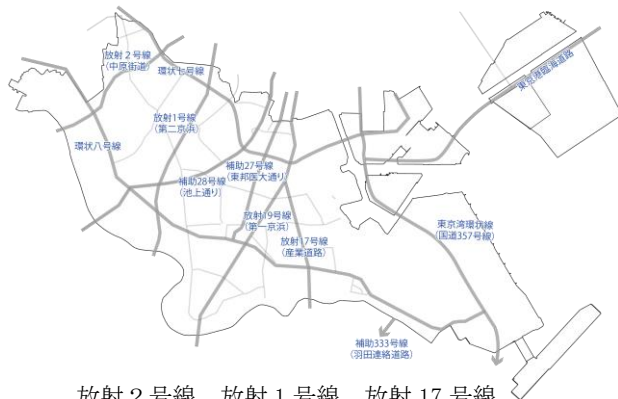 放射2号線
(中原街道)
環状七号線
東京港臨海道路
放射1号線
(第二京浜)
環状八号線
補助27号線
(東邦医大通り)
補助28号線
(池上通り)
放射19号線
(第一京浜)
東京湾環状線
(国道357号線)
放射17号線
(産業道路)
補助333号線
(羽田連絡道路)
放射２号線、放射１号線、放射 17 号線